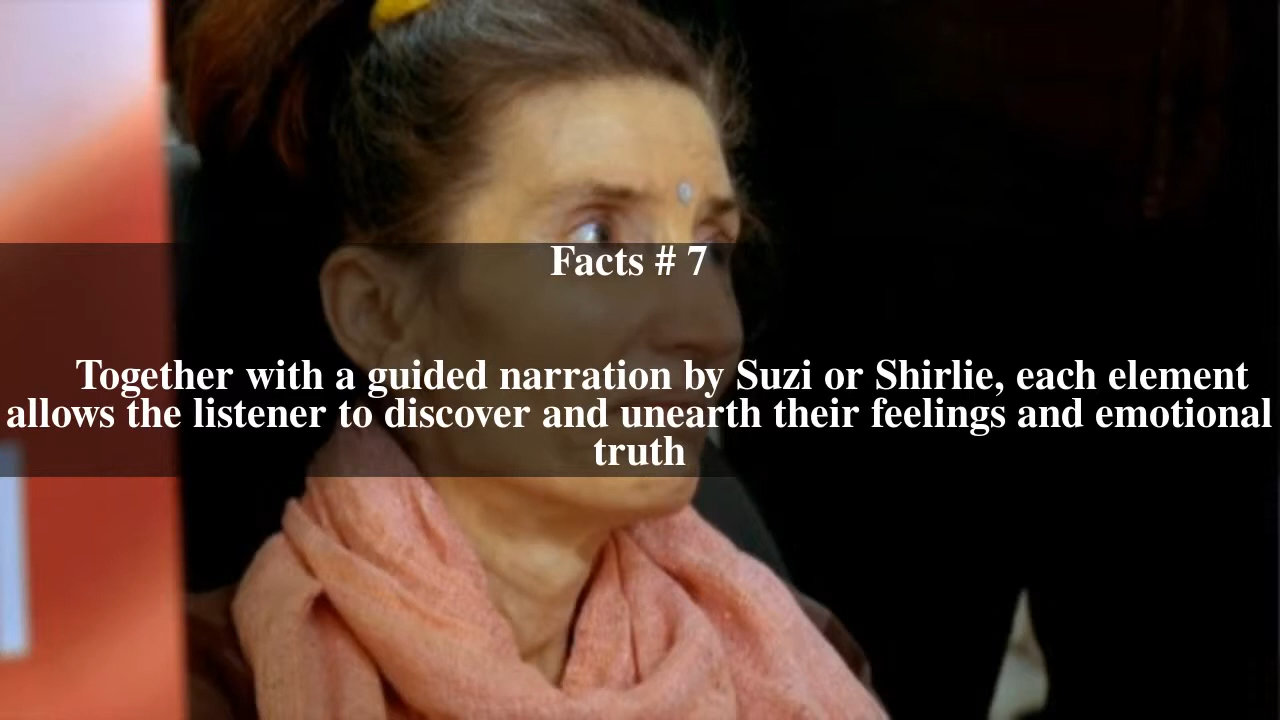 Facts # 7
Together with a guided narration by Suzi or Shirlie, each element
allows the listener to discover and unearth their feelings and emotional
truth